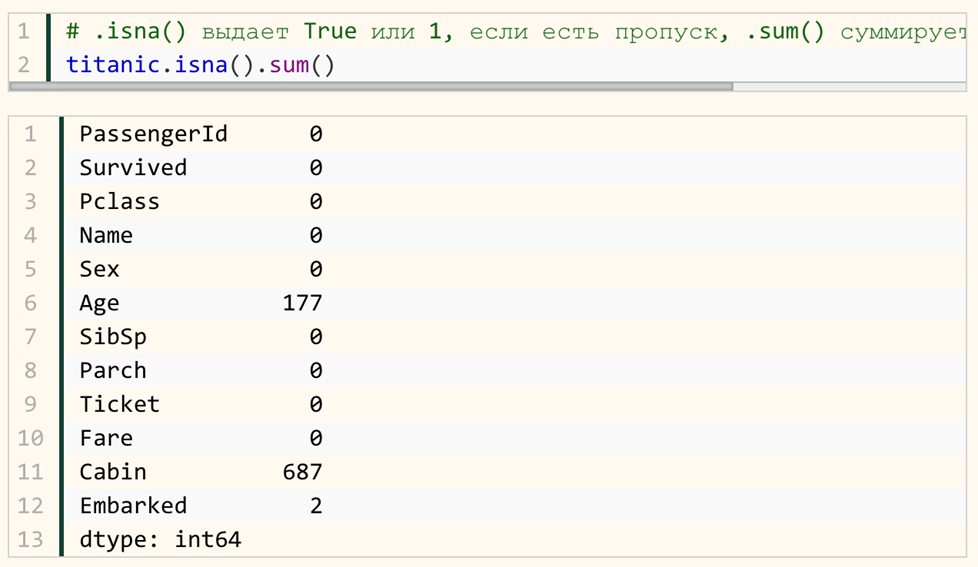 1 # .isna() выдает True или 1, если есть пропуск, .sum() суммирует
2 titanic.isna().sum()
1 PassengerId 0
2 Survived 0
3 Pclass 0
4 Name 0
5 Sex 0
6 Age 177
7 SibSp 0
8 Parch 0
9 Ticket 0
10 Fare 0
11 Cabin 687
12 Embarked 2
13 dtype: int64